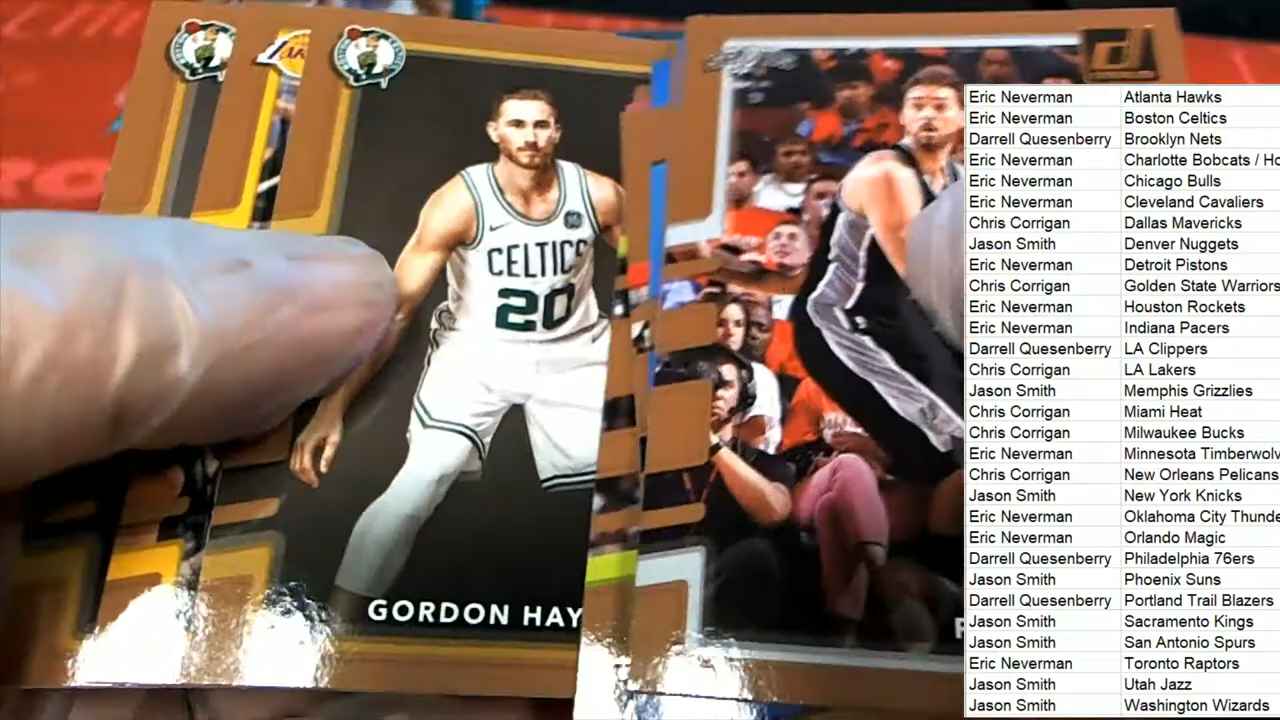 CELTICS
20
GORDON HAY
Eric Neverman Atlanta Hawks
Eric Neverman Boston Celtics
Darrell Quesenberry Brooklyn Nets
Eric Neverman Charlotte Bobcats / Ho
Eric Neverman Chicago Bulls
Eric Neverman Cleveland Cavaliers
Chris Corrigan Dallas Mavericks
Jason Smith Denver Nuggets
Eric Neverman Detroit Pistons
Chris Corrigan Golden State Warriors
Eric Neverman Houston Rockets
Eric Neverman Indiana Pacers
Darrell Quesenberry LA Clippers
Chris Corrigan LA Lakers
Jason Smith Memphis Grizzlies
Chris Corrigan Miami Heat
Chris Corrigan Milwaukee Bucks
Eric Neverman Minnesota Timberwolv
Chris Corrigan New Orleans Pelicans
Jason Smith New York Knicks
Eric Neverman Oklahoma City Thunde
Eric Neverman Orlando Magic
Darrell Quesenberry Philadelphia 76ers
Jason Smith Phoenix Suns
Darrell Quesenberry Portland Trail Blazers
Jason Smith Sacramento Kings
Jason Smith San Antonio Spurs
Eric Neverman Toronto Raptors
Jason Smith Utah Jazz
Jason Smith Washington Wizards